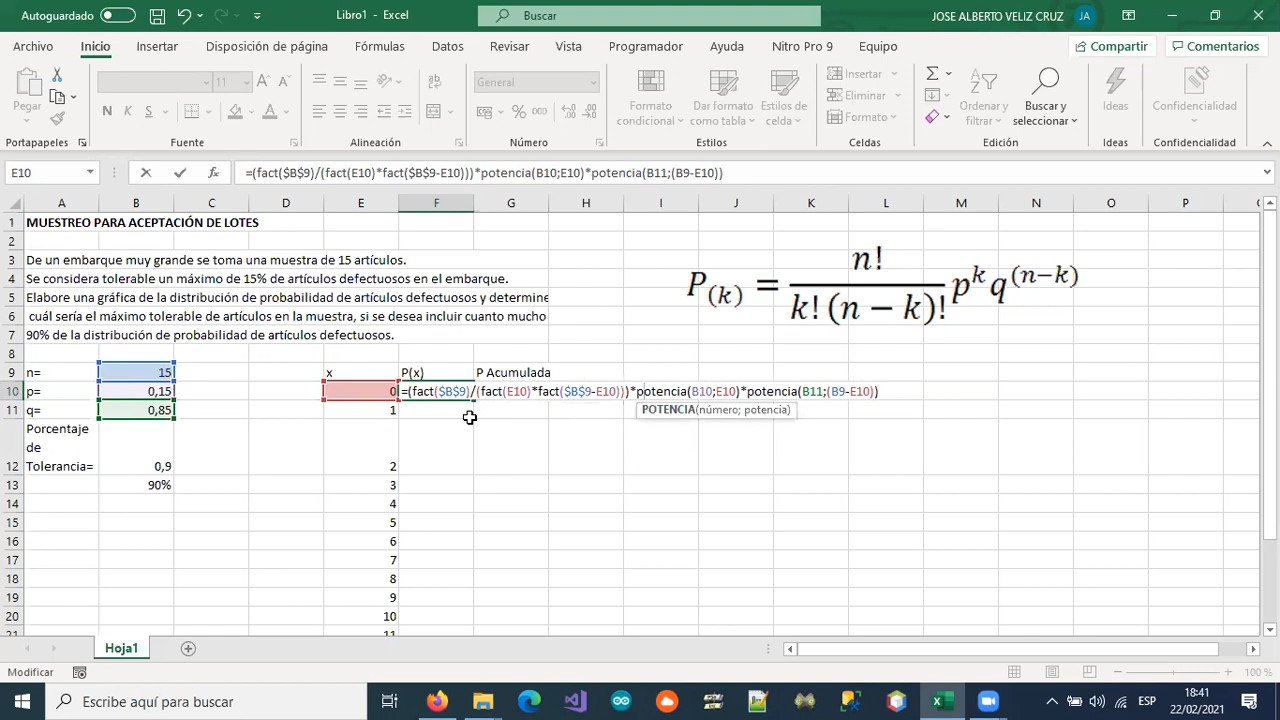 Autoguardado
Libro1 - Excel
Buscar
JOSE ALBERTO VELIZ CRUZ
JA
Archivo Inicio Insertar Disposición de página Fórmulas Datos Revisar Vista Programador Ayuda Nitro Pro 9 Equipo
Compartir
Comentarios
Pegar
Portapapeles
11
N K S
Fuente
ab
Alineación
General
% 000
Número
Formato condicional
Dar formato como tabla
Estilos de celda
Estilos
Insertar
Eliminar
Formato
Celdas
Ordenar y filtrar
Buscar y seleccionar
Edición
Ideas
Ideas
Confidencialidad
Confidencialidad
E10
fx
=(fact($B$9)/(fact(E10)*fact($B$9-E10)))*potencia(B10;E10)*potencia(B11;(B9-E10))
A B C D E F G H I J K L M N O P
1 MUESTREO PARA ACEPTACIÓN DE LOTES
2
3 De un embarque muy grande se toma una muestra de 15 artículos.
4 Se considera tolerable un máximo de 15% de artículos defectuosos en el embarque.
5 Elabore una gráfica de la distribución de probabilidad de artículos defectuosos y determine
6 cuál sería el máximo tolerable de artículos en la muestra, si se desea incluir cuanto mucho
7 90% de la distribución de probabilidad de artículos defectuosos.
P(k) = n! / k! (n − k)! p^k q^(n−k)
8
9 n= 15 x P(x) P Acumulada
10 p= 0,15 0 =(fact($B$9)/(fact(E10)*fact($B$9-E10)))*potencia(B10;E10)*potencia(B11;(B9-E10))
11 q= 0,85 1
POTENCIA(número; potencia)
Porcentaje
de
12 Tolerancia= 0,9 2
13 90% 3
14 4
15 5
16 6
17 7
18 8
19 9
20 10
21 11
Hoja1
Modificar
100 %
Escribe aquí para buscar
ESP
18:41
22/02/2021